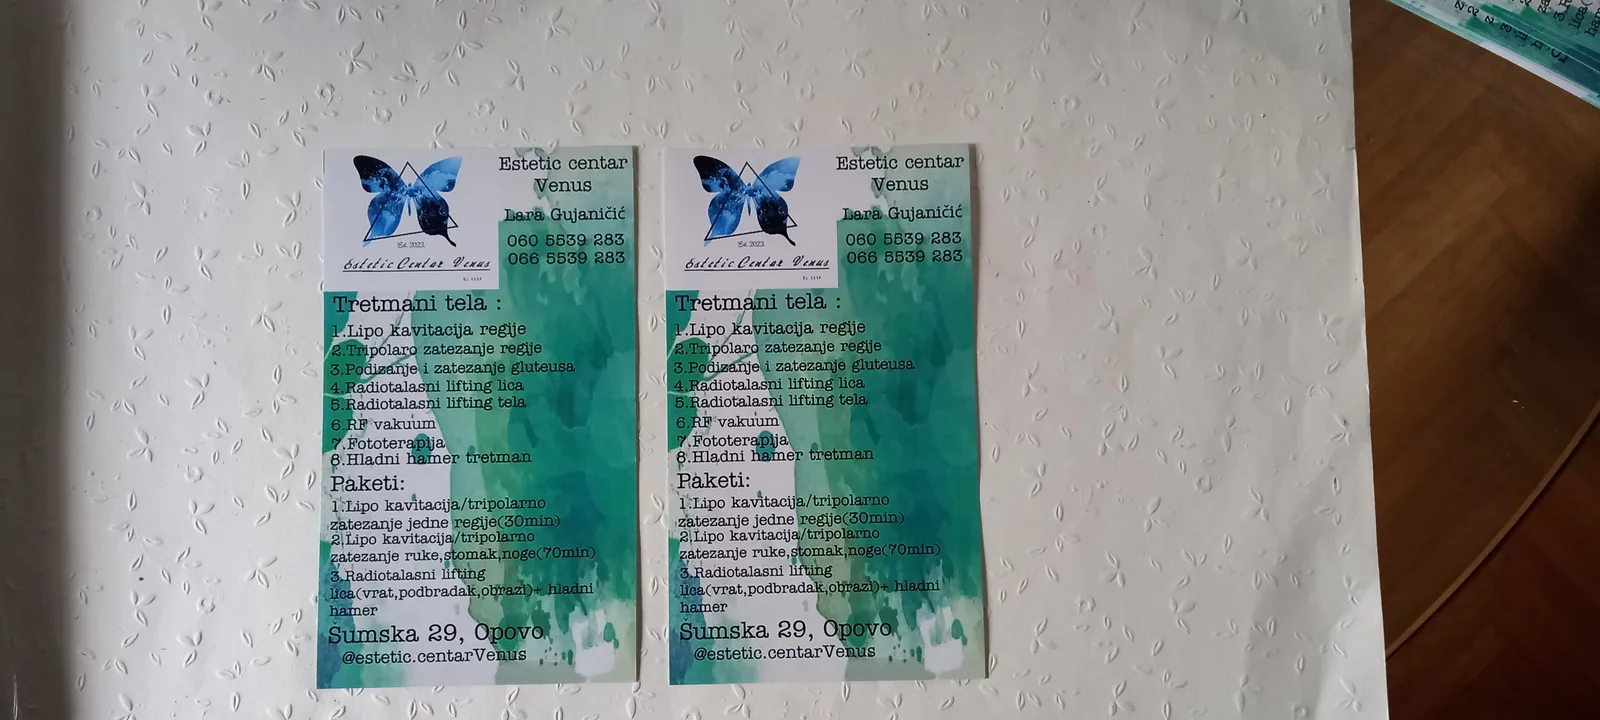 Est. 2023.
Estetic Centar Venus
By Lara
Estetic centar
Venus
Lara Gujaničić
060 5539 283
066 5539 283
Tretmani tela :
1.Lipo kavitacija regije
2.Tripolaro zatezanje regije
3.Podizanje i zatezanje gluteusa
4.Radiotalasni lifting lica
5.Radiotalasni lifting tela
6.RF vakuum
7.Fototerapija
8.Hladni hamer tretman
Paketi:
1.Lipo kavitacija/tripolarno
zatezanje jedne regije(30min)
2.Lipo kavitacija/tripolarno
zatezanje ruke,stomak,noge(70min)
3.Radiotalasni lifting
lica(vrat,podbradak,obrazi)+ hladni
hamer
Šumska 29, Opovo
@estetic.centarVenus
Est. 2023.
Estetic Centar Venus
By Lara
Estetic centar
Venus
Lara Gujaničić
060 5539 283
066 5539 283
Tretmani tela :
1.Lipo kavitacija regije
2.Tripolaro zatezanje regije
3.Podizanje i zatezanje gluteusa
4.Radiotalasni lifting lica
5.Radiotalasni lifting tela
6.RF vakuum
7.Fototerapija
8.Hladni hamer tretman
Paketi:
1.Lipo kavitacija/tripolarno
zatezanje jedne regije(30min)
2.Lipo kavitacija/tripolarno
zatezanje ruke,stomak,noge(70min)
3.Radiotalasni lifting
lica(vrat,podbradak,obrazi)+ hladni
hamer
Šumska 29, Opovo
@estetic.centarVenus